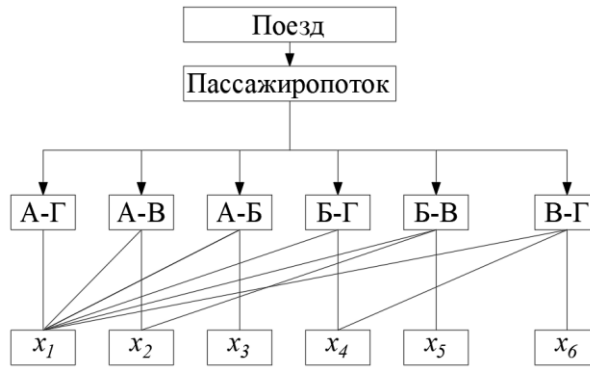 Поезд
Пассажиропоток
А-Г А-В А-Б Б-Г Б-В В-Г
x1 x2 x3 x4 x5 x6